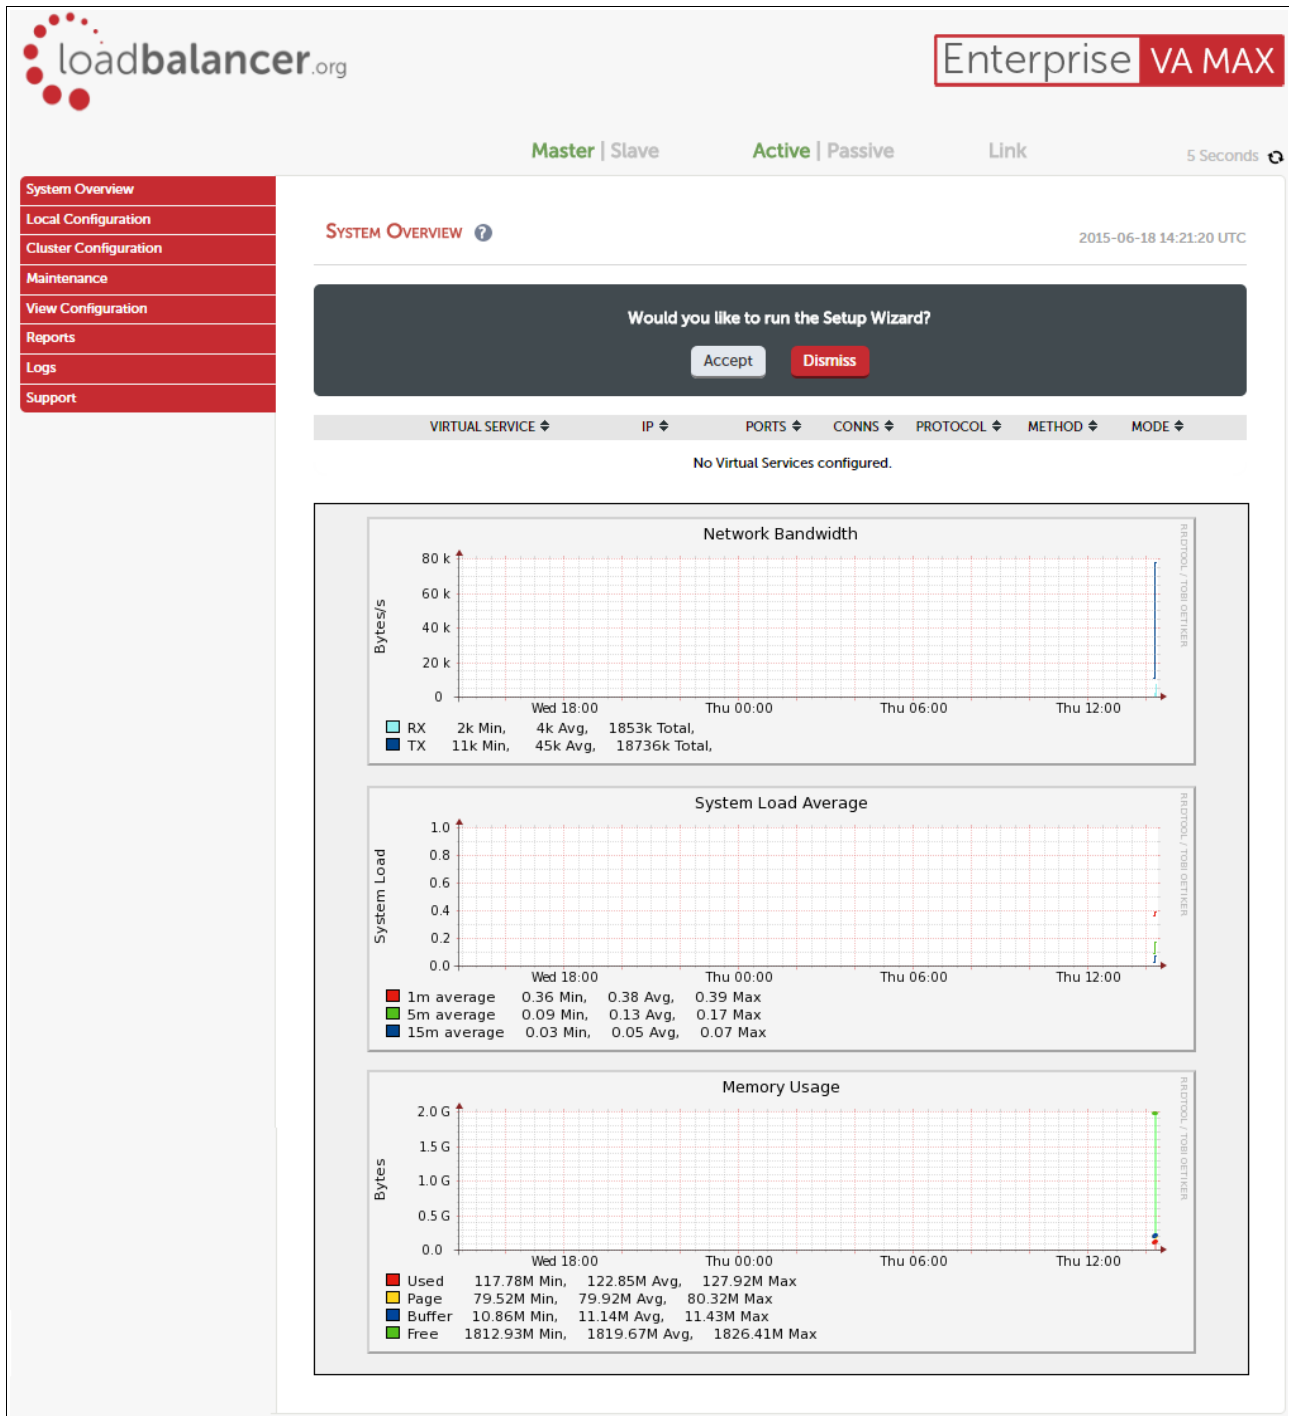 loadbalancer.org
Enterprise VA MAX
Master | Slave Active | Passive Link 5 Seconds
System Overview
Local Configuration
Cluster Configuration
Maintenance
View Configuration
Reports
Logs
Support
SYSTEM OVERVIEW ?
2015-06-18 14:21:20 UTC
Would you like to run the Setup Wizard?
Accept Dismiss
VIRTUAL SERVICE IP PORTS CONNS PROTOCOL METHOD MODE
No Virtual Services configured.
Network Bandwidth
RRDTOOL / TOBI OETIKER
Bytes/s
80 k
60 k
40 k
20 k
0
Wed 18:00 Thu 00:00 Thu 06:00 Thu 12:00
RX 2k Min, 4k Avg, 1853k Total,
TX 11k Min, 45k Avg, 18736k Total,
System Load Average
RRDTOOL / TOBI OETIKER
System Load
1.0
0.8
0.6
0.4
0.2
0.0
Wed 18:00 Thu 00:00 Thu 06:00 Thu 12:00
1m average 0.36 Min, 0.38 Avg, 0.39 Max
5m average 0.09 Min, 0.13 Avg, 0.17 Max
15m average 0.03 Min, 0.05 Avg, 0.07 Max
Memory Usage
RRDTOOL / TOBI OETIKER
Bytes
2.0 G
1.5 G
1.0 G
0.5 G
0.0
Wed 18:00 Thu 00:00 Thu 06:00 Thu 12:00
Used 117.78M Min, 122.85M Avg, 127.92M Max
Page 79.52M Min, 79.92M Avg, 80.32M Max
Buffer 10.86M Min, 11.14M Avg, 11.43M Max
Free 1812.93M Min, 1819.67M Avg, 1826.41M Max